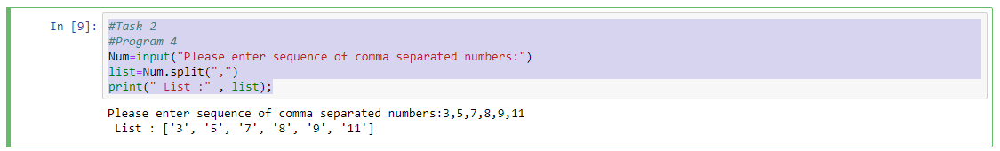 In [9]: #Task 2
#Program 4
Num=input("Please enter sequence of comma separated numbers:")
list=Num.split(",")
print(" List :" , list);
Please enter sequence of comma separated numbers:3,5,7,8,9,11
 List : ['3', '5', '7', '8', '9', '11']